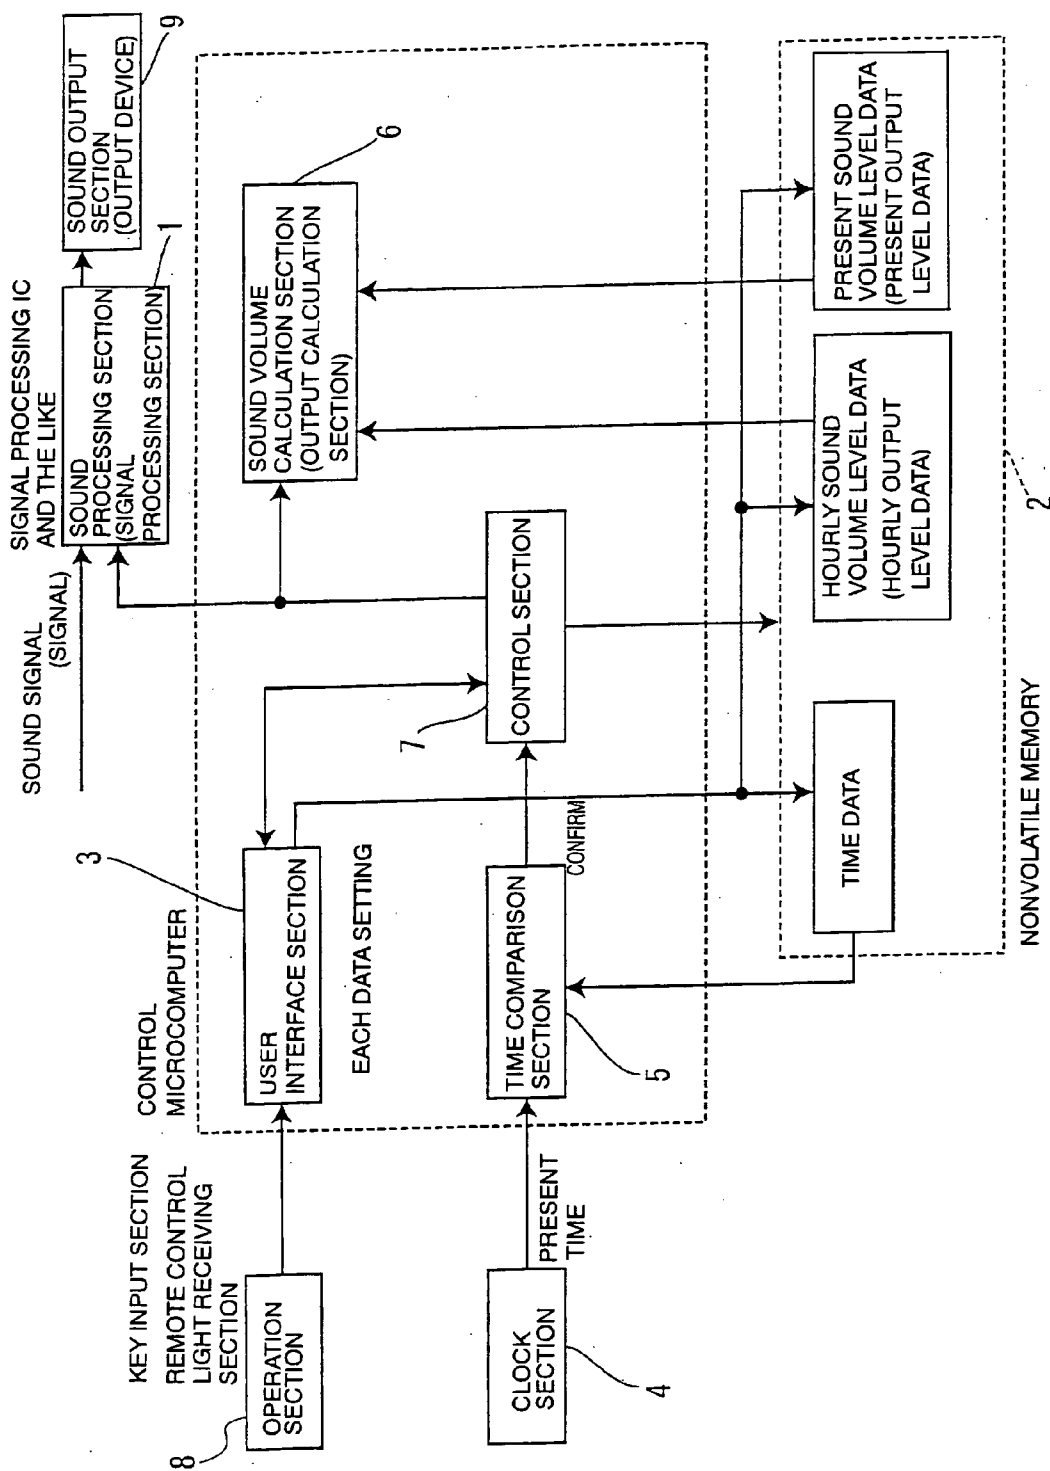 KEY INPUT SECTION
REMOTE CONTROL
LIGHT RECEIVING
SECTION
OPERATION
SECTION
8
CLOCK
SECTION
4
PRESENT
TIME
CONTROL
MICROCOMPUTER
3
USER
INTERFACE SECTION
EACH DATA SETTING
TIME COMPARISON
SECTION
5
CONFIRM
7
CONTROL SECTION
SOUND SIGNAL
(SIGNAL)
SIGNAL PROCESSING IC
AND THE LIKE
SOUND
PROCESSING SECTION
(SIGNAL
PROCESSING SECTION)
1
SOUND OUTPUT
SECTION
(OUTPUT DEVICE)
9
SOUND VOLUME
CALCULATION SECTION
(OUTPUT CALCULATION
SECTION)
6
TIME DATA
HOURLY SOUND
VOLUME LEVEL DATA
(HOURLY OUTPUT
LEVEL DATA)
PRESENT SOUND
VOLUME LEVEL DATA
(PRESENT OUTPUT
LEVEL DATA)
2
NONVOLATILE MEMORY